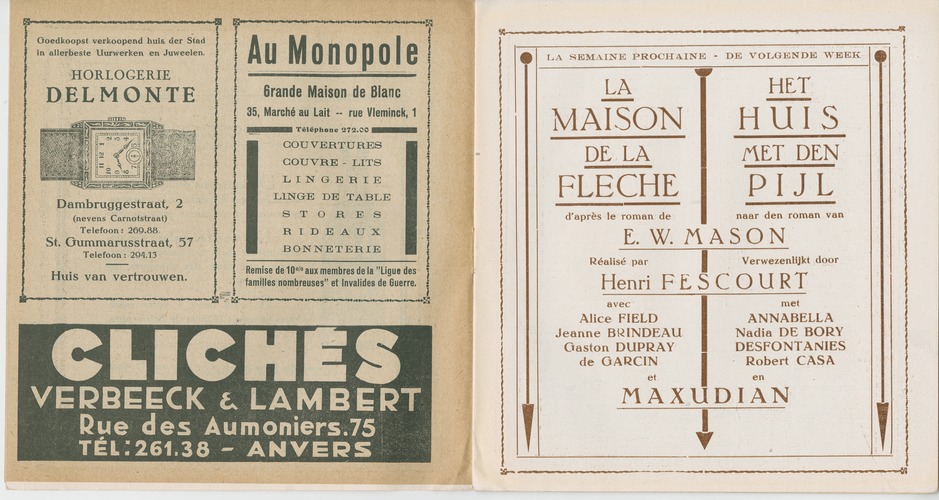 Goedkoopst verkoopend huis der Stad
in allerbeste Uurwerken en Juweelen.
HORLOGERIE
DELMONTE
Dambruggestraat, 2
(nevens Carnotstraat)
Telefoon: 269.88
St. Gummarusstraat, 57
Telefoon: 294.13
Huis van vertrouwen.
Au Monopole
Grande Maison de Blanc
35, Marché au Lait -- rue Vleminck, 1
Téléphone 272.00
COUVERTURES
COUVRE - LITS
LINGERIE
LINGE DE TABLE
STORES
RIDEAUX
BONNETERIE
Remise de 10% aux membres de la "Ligue des
familles nombreuses" et Invalides de Guerre.
CLICHÉS
VERBEECK & LAMBERT
Rue des Aumoniers.75
TÉL:261.38 - ANVERS
LA SEMAINE PROCHAINE - DE VOLGENDE WEEK
LA
MAISON
DE LA
FLECHE
d'après le roman de
HET
HUIS
MET DEN
PIJL
naar den roman van
E. W. MASON
Réalisé par
Verwezenlijkt door
Henri FESCOURT
avec
Alice FIELD
Jeanne BRINDEAU
Gaston DUPRAY
de GARCIN
et
met
ANNABELLA
Nadia DE BORY
DESFONTANIES
Robert CASA
en
MAXUDIAN